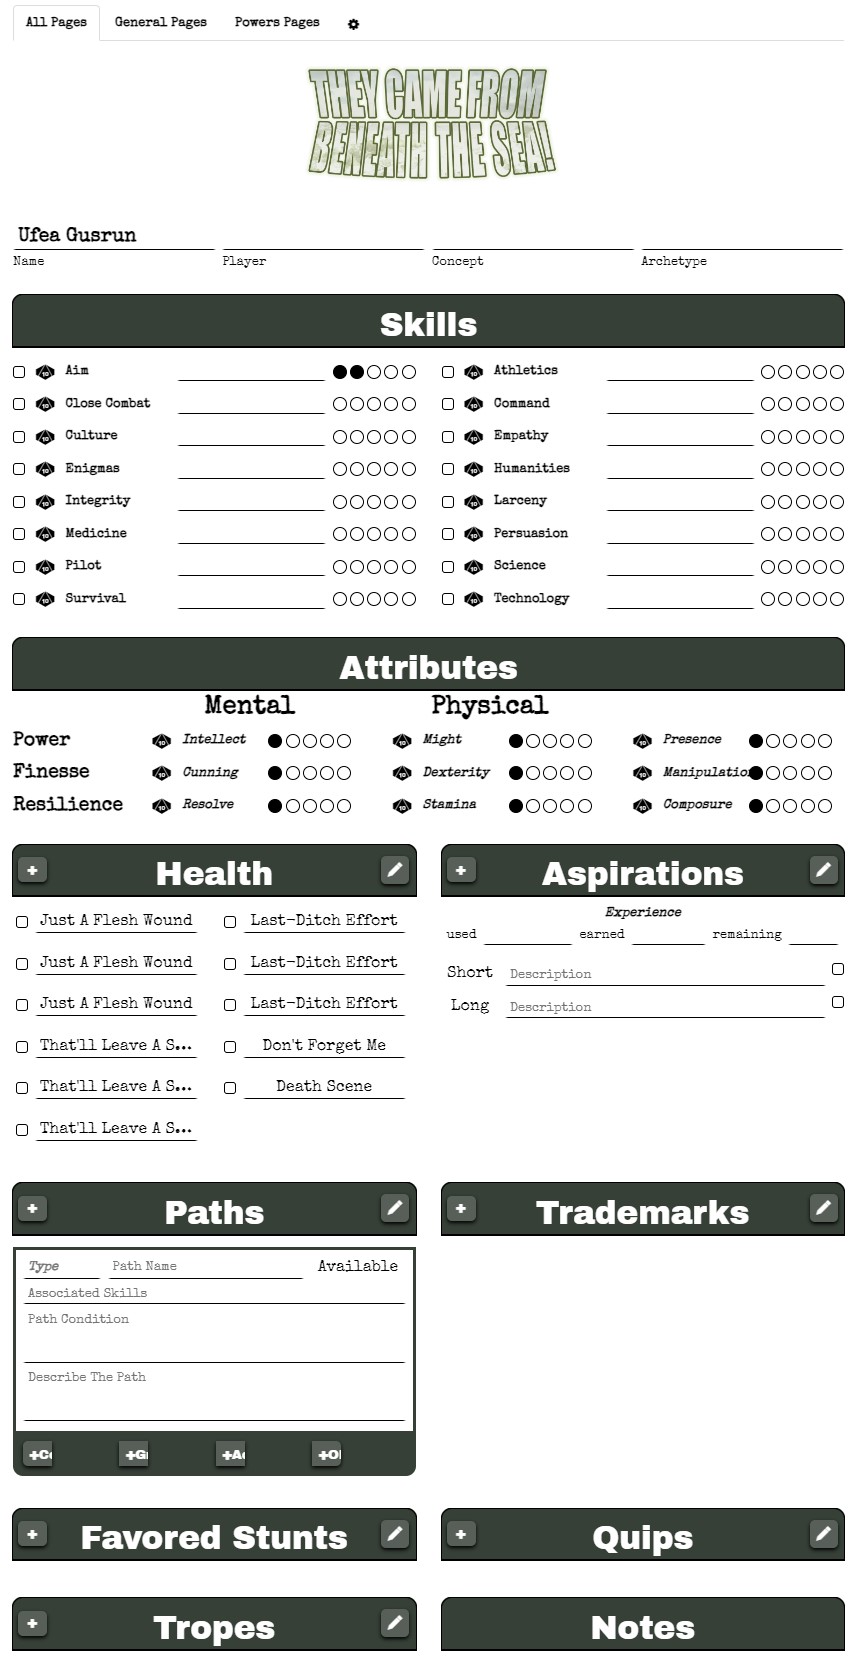 All Pages General Pages Powers Pages
THEY CAME FROM
BENEATH THE SEA!
Ufea Gusrun
Name Player Concept Archetype
Skills
Aim Athletics
Close Combat Command
Culture Empathy
Enigmas Humanities
Integrity Larceny
Medicine Persuasion
Pilot Science
Survival Technology
Attributes
Mental Physical
Power Intellect Might Presence
Finesse Cunning Dexterity Manipulation
Resilience Resolve Stamina Composure
+ Health + Aspirations
Experience
used earned remaining
Just A Flesh Wound Last-Ditch Effort
Just A Flesh Wound Last-Ditch Effort
Just A Flesh Wound Last-Ditch Effort
That'll Leave A S... Don't Forget Me
That'll Leave A S... Death Scene
That'll Leave A S...
Short Description
Long Description
+ Paths + Trademarks
Type Path Name Available
Associated Skills
Path Condition
Describe The Path
+Co +G +Ac +O
+ Favored Stunts + Quips
+ Tropes Notes